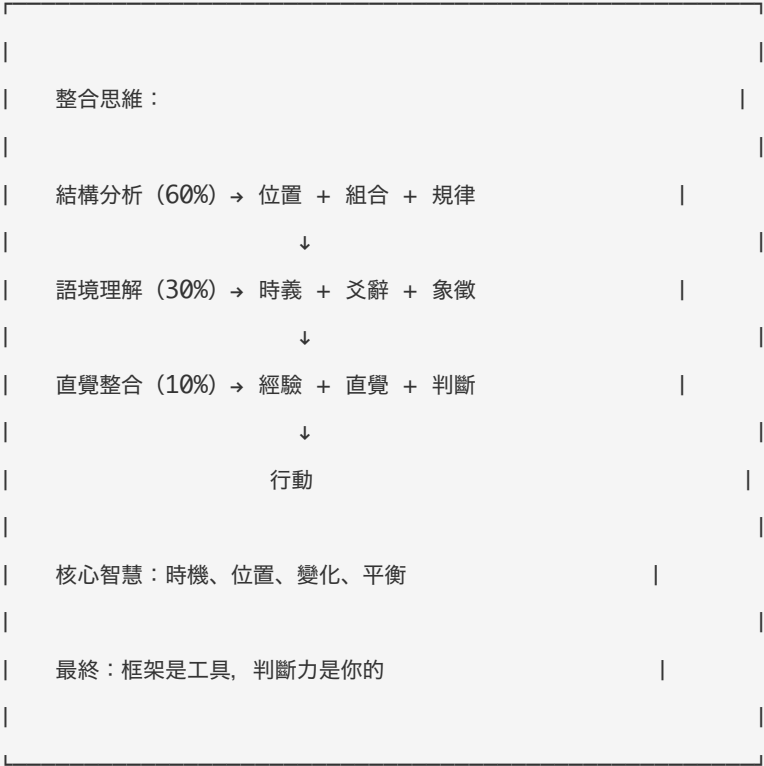 整合思維：
結構分析（60%）→ 位置 + 組合 + 規律
↓
語境理解（30%）→ 時義 + 爻辭 + 象徵
↓
直覺整合（10%）→ 經驗 + 直覺 + 判斷
↓
行動
核心智慧：時機、位置、變化、平衡
最終：框架是工具，判斷力是你的